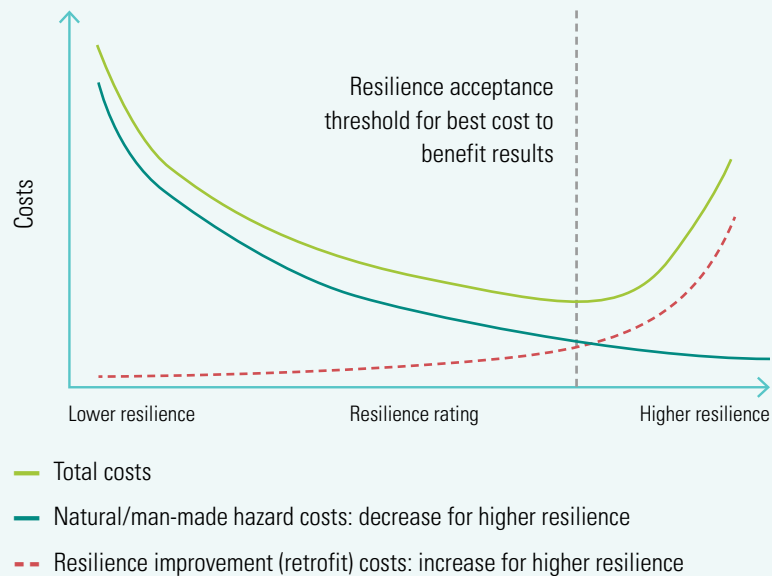 Resilience acceptance
threshold for best cost to
benefit results
Costs
Lower resilience
Resilience rating
Higher resilience
Total costs
Natural/man-made hazard costs: decrease for higher resilience
Resilience improvement (retrofit) costs: increase for higher resilience